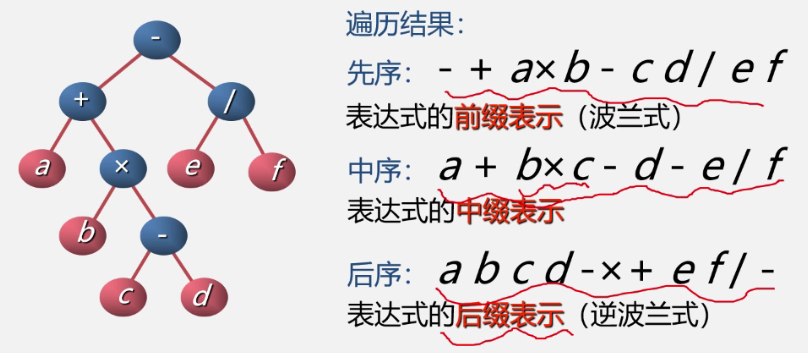 -
+
/
a
×
e
f
b
-
c
d
遍历结果：
先序：- + a×b - c d / e f
表达式的前缀表示（波兰式）
中序：a + b×c - d - e / f
表达式的中缀表示
后序：a b c d -×+ e f / -
表达式的后缀表示（逆波兰式）